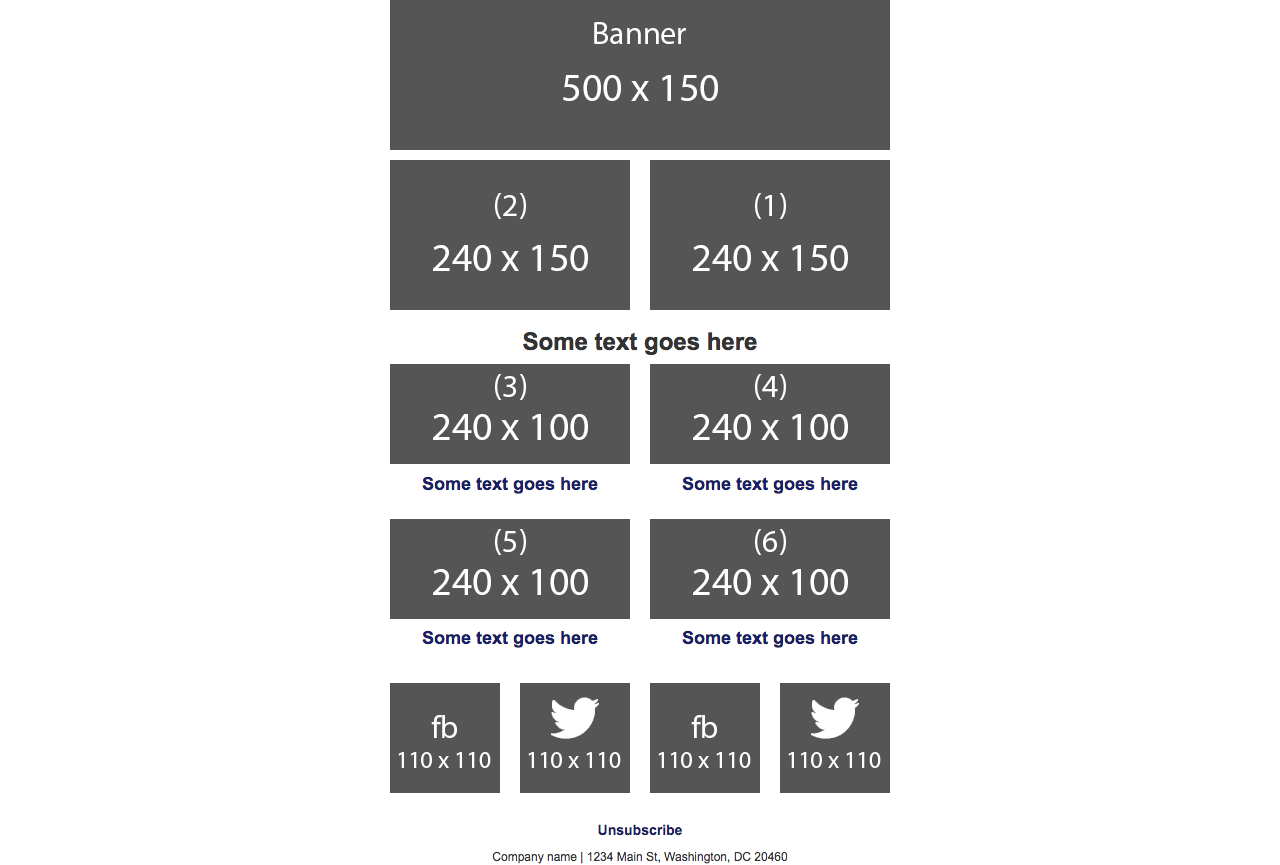 Banner
500 x 150
(2)
240 x 150
(1)
240 x 150
Some text goes here
(3)
240 x 100
(4)
240 x 100
Some text goes here
Some text goes here
(5)
240 x 100
(6)
240 x 100
Some text goes here
Some text goes here
fb
110 x 110
110 x 110
fb
110 x 110
110 x 110
Unsubscribe
Company name | 1234 Main St, Washington, DC 20460